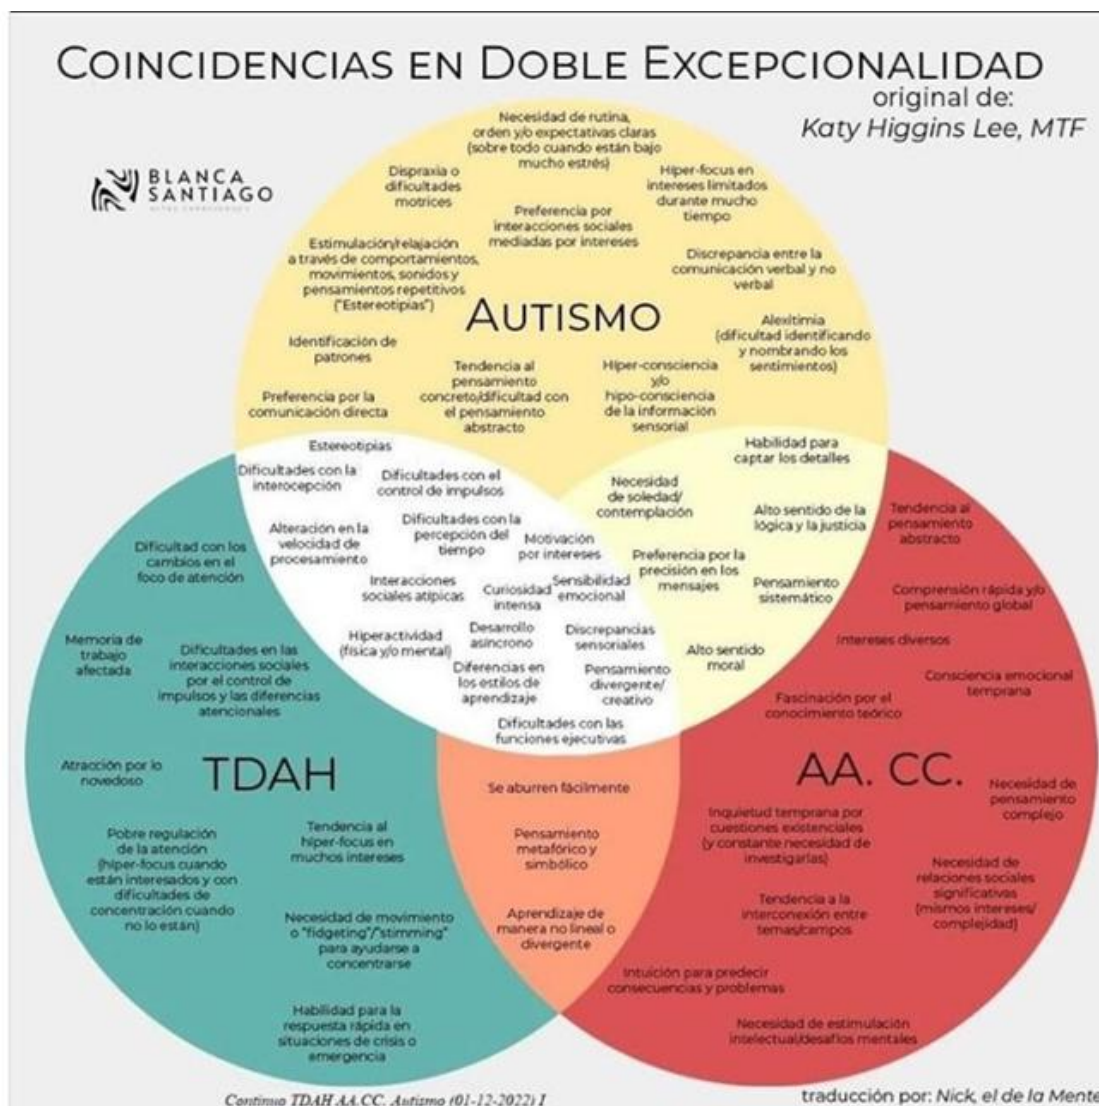 COINCIDENCIAS EN DOBLE EXCEPCIONALIDAD
original de:
Katy Higgins Lee, MTF
BLANCA
SANTIAGO
Necesidad de rutina,
orden y/o expectativas claras
(sobre todo cuando están bajo
mucho estrés)
Dispraxia o
dificultades
motrices
Híper-focus en
intereses limitados
durante mucho
tiempo
Preferencia por
interacciones sociales
mediadas por intereses
Estimulación/relajación
a través de comportamientos,
movimientos, sonidos y
pensamientos repetitivos
("Estereotipias")
Discrepancia entre la
comunicación verbal y no
verbal
AUTISMO
Identificación de
patrones
Alexitimia
(dificultad identificando
y nombrando los
sentimientos)
Tendencia al
pensamiento
concreto/dificultad con
el pensamiento
abstracto
Híper-consciencia
y/o
hipo-consciencia
de la información
sensorial
Preferencia por la
comunicación directa
Estereotipias
Dificultades con la
interocepción
Dificultades con el
control de impulsos
Alteración en la
velocidad de
procesamiento
Dificultades con la
percepción del
tiempo
Motivación
por intereses
Interacciones
sociales atípicas
Curiosidad
intensa
Sensibilidad
emocional
Hiperactividad
(física y/o mental)
Desarrollo
asíncrono
Discrepancias
sensoriales
Diferencias en
los estilos de
aprendizaje
Pensamiento
divergente/
creativo
Dificultades con las
funciones ejecutivas
Habilidad para
captar los detalles
Necesidad
de soledad/
contemplación
Alto sentido de la
lógica y la justicia
Preferencia por la
precisión en los
mensajes
Pensamiento
sistemático
Alto sentido
moral
Dificultad con los
cambios en el
foco de atención
Memoria de
trabajo
afectada
Dificultades en las
interacciones sociales
por el control de
impulsos y las diferencias
atencionales
TDAH
Atracción por lo
novedoso
Pobre regulación
de la atención
(híper-focus cuando
están interesados y con
dificultades de
concentración cuando
no lo están)
Tendencia al
híper-focus en
muchos intereses
Necesidad de movimiento
o "fidgeting"/"stimming"
para ayudarse a
concentrarse
Habilidad para la
respuesta rápida en
situaciones de crisis o
emergencia
Se aburren fácilmente
Pensamiento
metafórico y
simbólico
Aprendizaje de
manera no lineal o
divergente
Tendencia al
pensamiento
abstracto
Comprensión rápida y/o
pensamiento global
Intereses diversos
Consciencia emocional
temprana
Fascinación por el
conocimiento teórico
AA. CC.
Necesidad de
pensamiento
complejo
Inquietud temprana por
cuestiones existenciales
(y constante necesidad de
investigarlas)
Necesidad de
relaciones sociales
significativas
(mismos intereses/
complejidad)
Tendencia a la
interconexión entre
temas/campos
Intuición para predecir
consecuencias y problemas
Necesidad de estimulación
intelectual/desafíos mentales
Continuo TDAH AA.CC. Autismo (01-12-2022) I
traducción por: Nick, el de la Mente